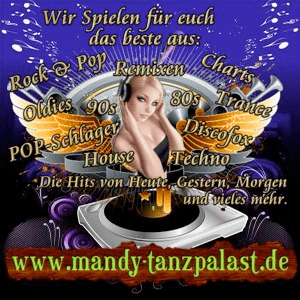 Wir Spielen für euch
das beste aus:
Rock & Pop Remixen Charts
Oldies 90s 80s Trance
POP-Schlager Discofox
House Techno
Die Hits von Heute, Gestern, Morgen
und vieles mehr.
www.mandy-tanzpalast.de